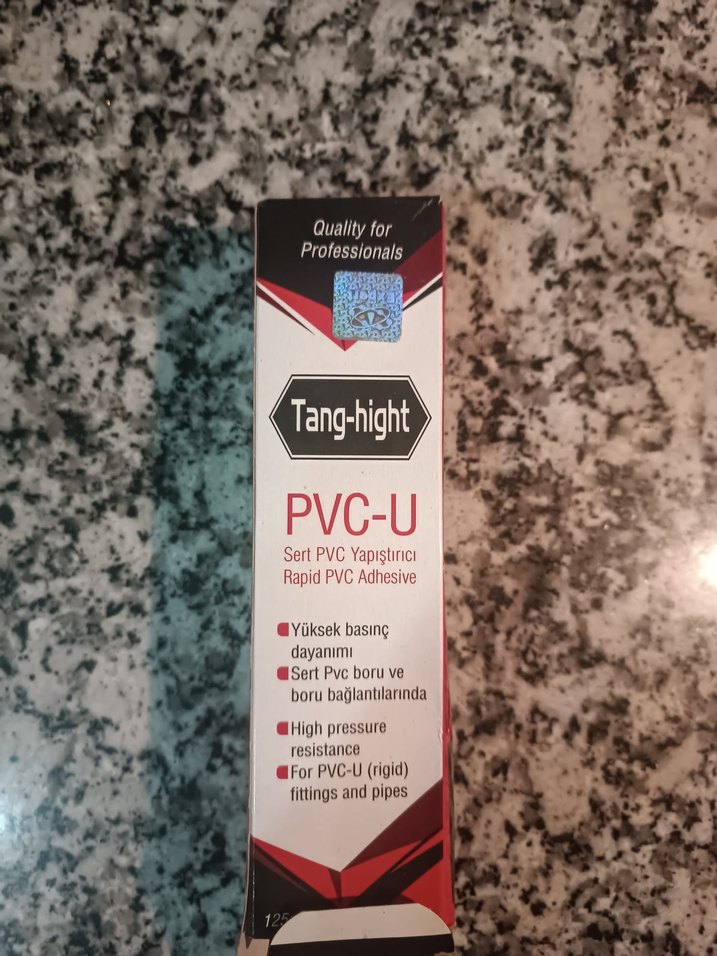 Quality for
Professionals
Tang-hight
PVC-U
Sert PVC Yapıştırıcı
Rapid PVC Adhesive
Yüksek basınç
dayanımı
Sert Pvc boru ve
boru bağlantılarında
High pressure
resistance
For PVC-U (rigid)
fittings and pipes
125